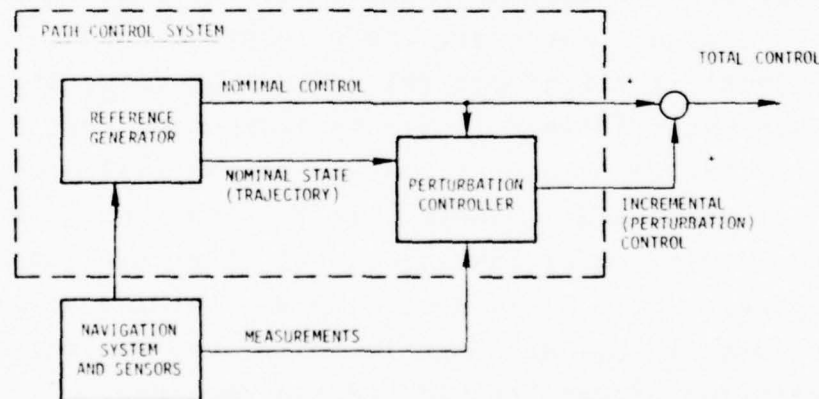 PATH CONTROL SYSTEM
TOTAL CONTROL
NOMINAL CONTROL
REFERENCE
GENERATOR
NOMINAL STATE
(TRAJECTORY)
PERTURBATION
CONTROLLER
INCREMENTAL
(PERTURBATION)
CONTROL
NAVIGATION
SYSTEM
AND SENSORS
MEASUREMENTS
+
+